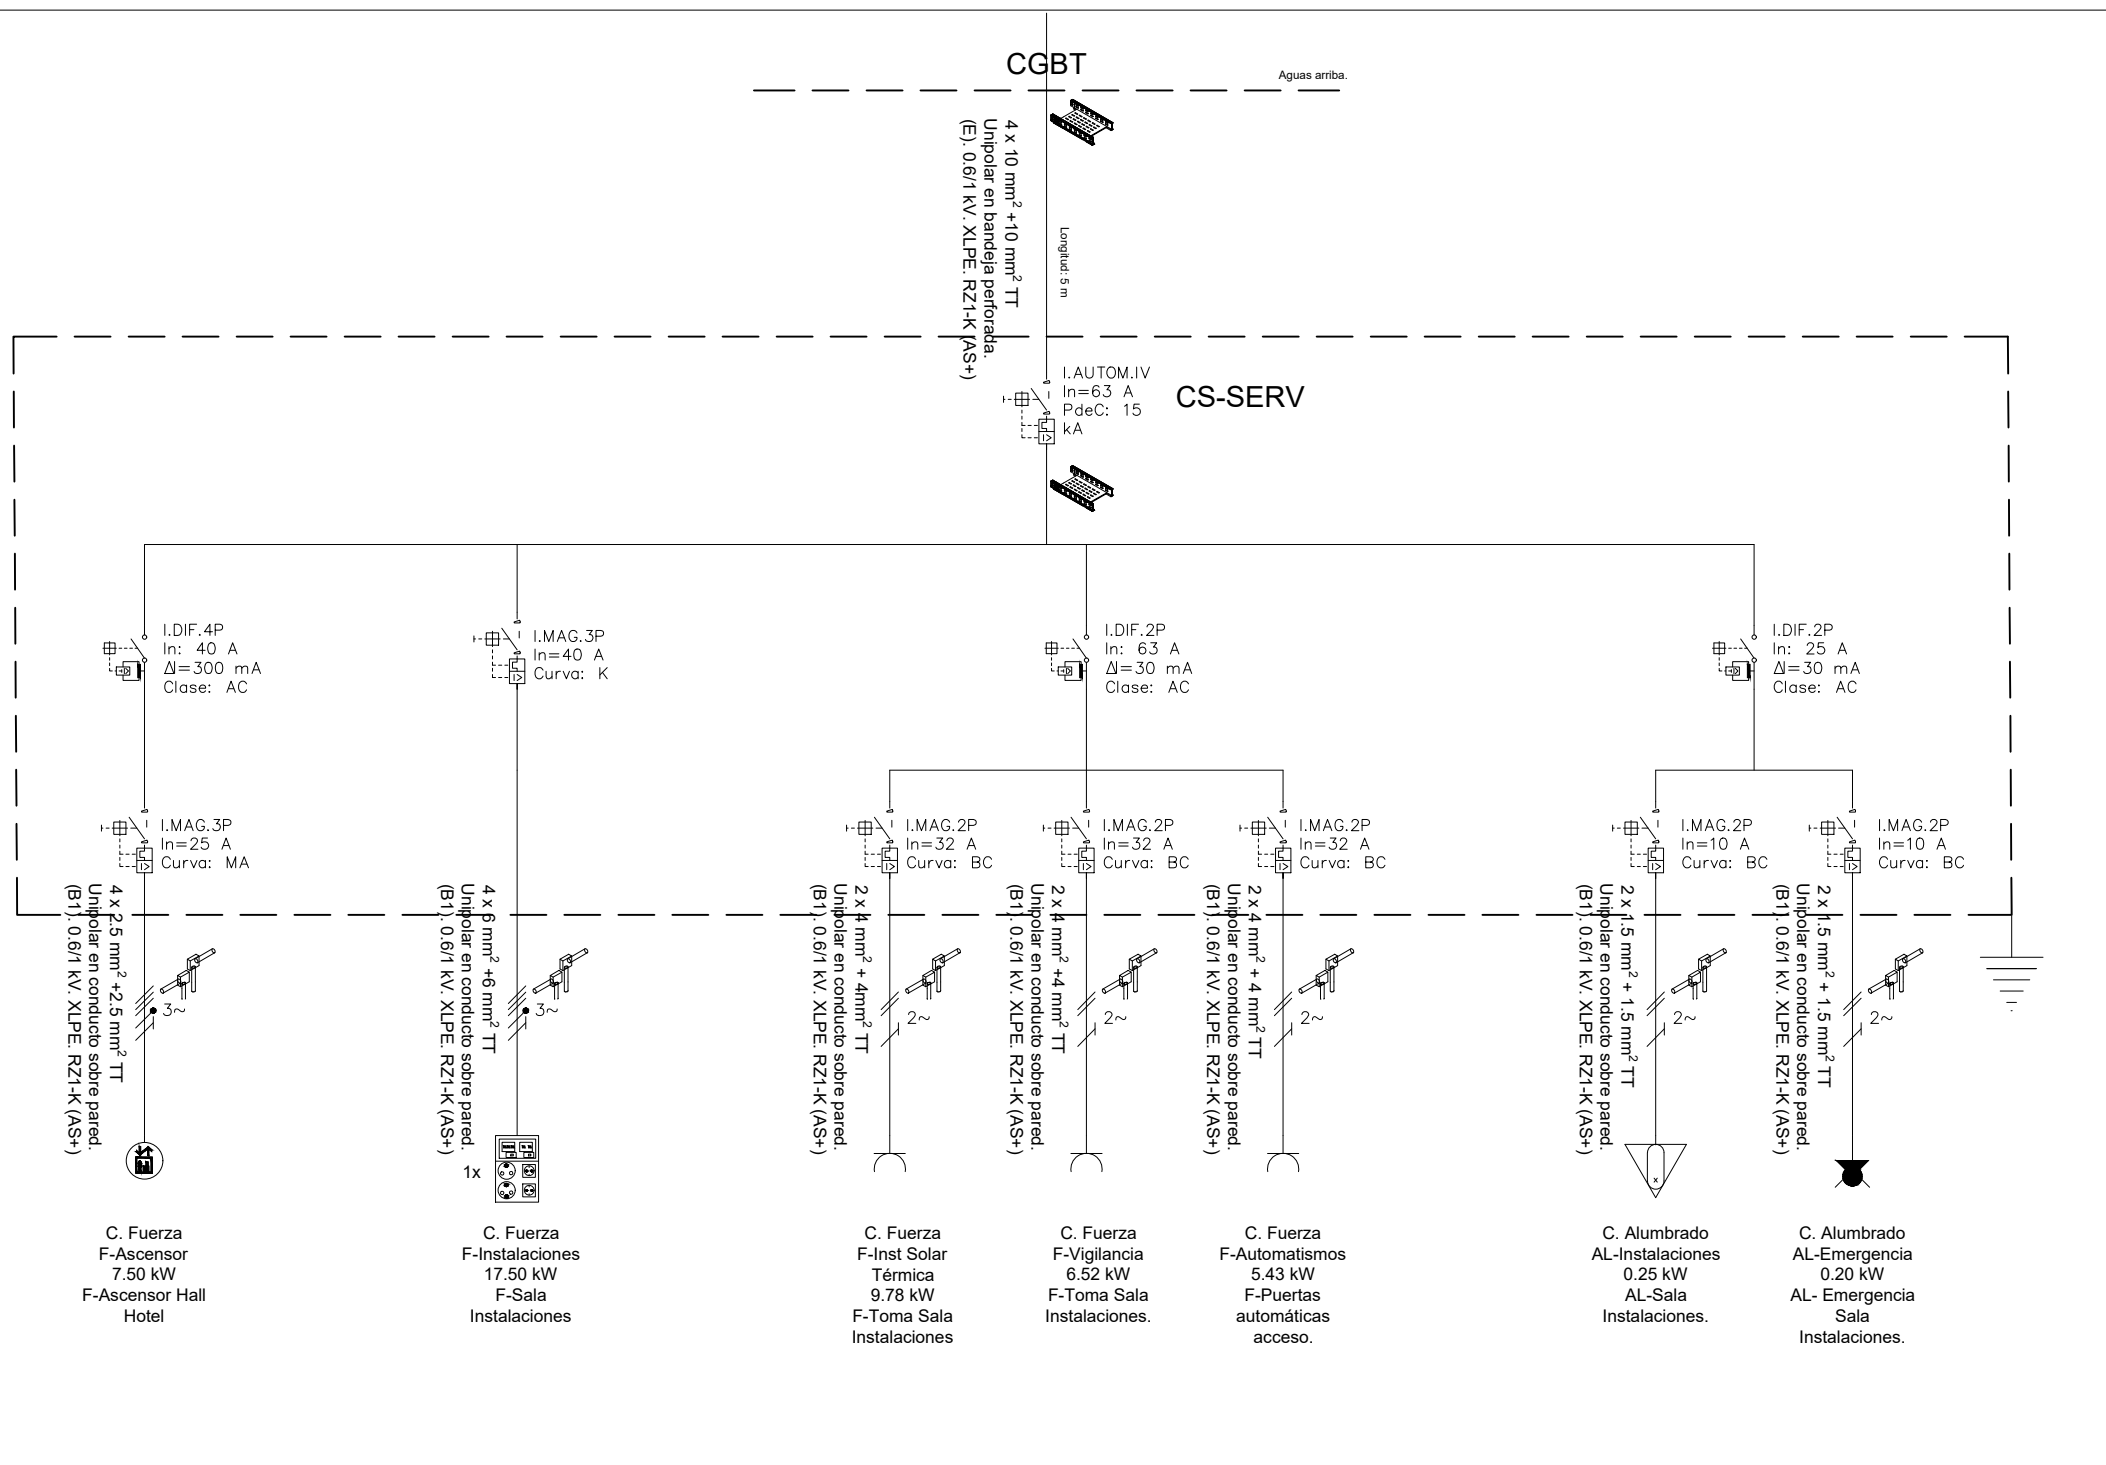 CGBT
Aguas arriba.
4 x 10 mm² +10 mm² TT
Unipolar en bandeja perforada.
(E). 0.6/1 kV. XLPE. RZ1-K (AS+)
Longitud: 5 m
I.AUTOM.IV
In=63 A
PdeC: 15
kA
CS-SERV
I.DIF.4P
In: 40 A
ΔI=300 mA
Clase: AC
I.MAG.3P
In=40 A
Curva: K
I.DIF.2P
In: 63 A
ΔI=30 mA
Clase: AC
I.DIF.2P
In: 25 A
ΔI=30 mA
Clase: AC
I.MAG.3P
In=25 A
Curva: MA
I.MAG.2P
In=32 A
Curva: BC
I.MAG.2P
In=32 A
Curva: BC
I.MAG.2P
In=32 A
Curva: BC
I.MAG.2P
In=10 A
Curva: BC
I.MAG.2P
In=10 A
Curva: BC
4 x 2.5 mm² +2.5 mm² TT
Unipolar en conducto sobre pared.
(B1). 0.6/1 kV. XLPE. RZ1-K (AS+)
3~
4 x 6 mm² +6 mm² TT
Unipolar en conducto sobre pared.
(B1). 0.6/1 kV. XLPE. RZ1-K (AS+)
3~
2 x 4 mm² + 4mm² TT
Unipolar en conducto sobre pared.
(B1). 0.6/1 kV. XLPE. RZ1-K (AS+)
2~
2 x 4 mm² +4 mm² TT
Unipolar en conducto sobre pared.
(B1). 0.6/1 kV. XLPE. RZ1-K (AS+)
2~
2 x 4 mm² + 4 mm² TT
Unipolar en conducto sobre pared.
(B1). 0.6/1 kV. XLPE. RZ1-K (AS+)
2~
2 x 1.5 mm² + 1.5 mm² TT
Unipolar en conducto sobre pared.
(B1). 0.6/1 kV. XLPE. RZ1-K (AS+)
2~
2 x 1.5 mm² + 1.5 mm² TT
Unipolar en conducto sobre pared.
(B1). 0.6/1 kV. XLPE. RZ1-K (AS+)
2~
1x
C. Fuerza
F-Ascensor
7.50 kW
F-Ascensor Hall
Hotel
C. Fuerza
F-Instalaciones
17.50 kW
F-Sala
Instalaciones
C. Fuerza
F-Inst Solar
Térmica
9.78 kW
F-Toma Sala
Instalaciones
C. Fuerza
F-Vigilancia
6.52 kW
F-Toma Sala
Instalaciones.
C. Fuerza
F-Automatismos
5.43 kW
F-Puertas
automáticas
acceso.
C. Alumbrado
AL-Instalaciones
0.25 kW
AL-Sala
Instalaciones.
C. Alumbrado
AL-Emergencia
0.20 kW
AL- Emergencia
Sala
Instalaciones.